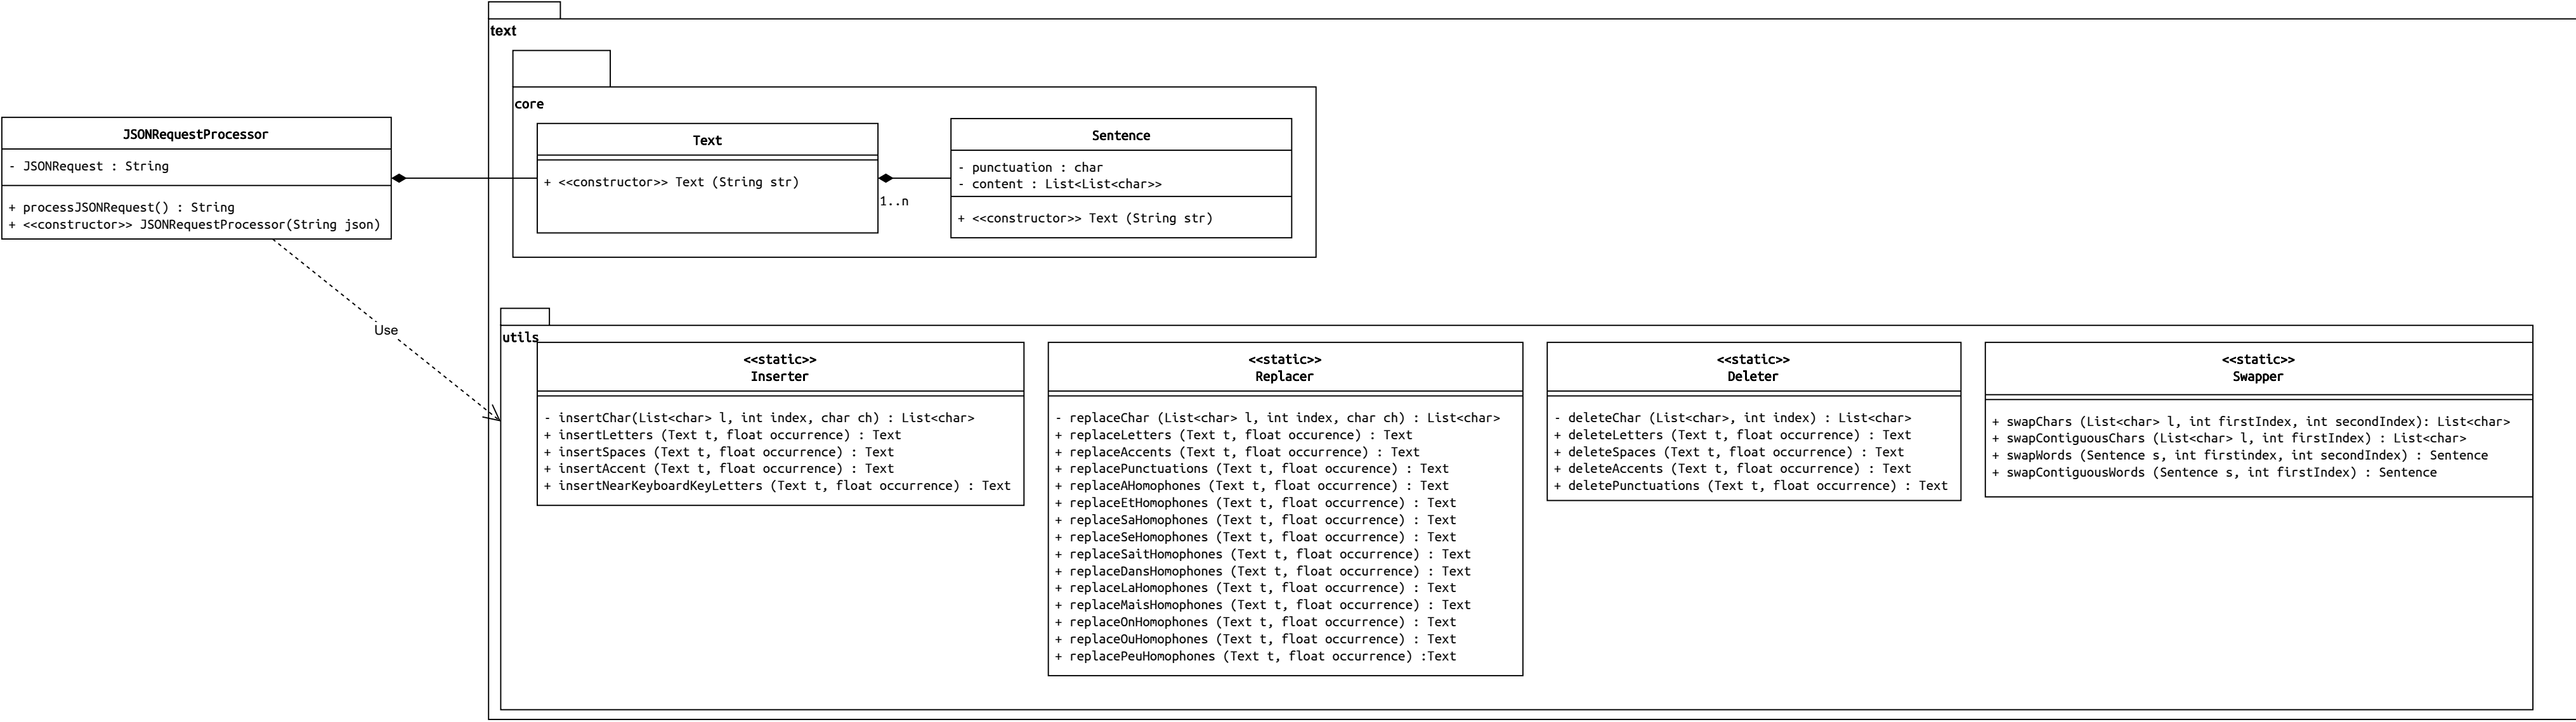 text
core
JSONRequestProcessor
- JSONRequest : String
+ processJSONRequest() : String
+ <<constructor>> JSONRequestProcessor(String json)
Text
+ <<constructor>> Text (String str)
1..n
Sentence
- punctuation : char
- content : List<List<char>>
+ <<constructor>> Text (String str)
Use
utils
<<static>>
Inserter
- insertChar(List<char> l, int index, char ch) : List<char>
+ insertLetters (Text t, float occurrence) : Text
+ insertSpaces (Text t, float occurrence) : Text
+ insertAccent (Text t, float occurrence) : Text
+ insertNearKeyboardKeyLetters (Text t, float occurrence) : Text
<<static>>
Replacer
- replaceChar (List<char> l, int index, char ch) : List<char>
+ replaceLetters (Text t, float occurence) : Text
+ replaceAccents (Text t, float occurrence) : Text
+ replacePunctuations (Text t, float occurrence) : Text
+ replaceAHomophones (Text t, float occurrence) : Text
+ replaceEtHomophones (Text t, float occurrence) : Text
+ replaceSaHomophones (Text t, float occurrence) : Text
+ replaceSeHomophones (Text t, float occurrence) : Text
+ replaceSaitHomophones (Text t, float occurrence) : Text
+ replaceDansHomophones (Text t, float occurrence) : Text
+ replaceLaHomophones (Text t, float occurrence) : Text
+ replaceMaisHomophones (Text t, float occurrence) : Text
+ replaceOnHomophones (Text t, float occurrence) : Text
+ replaceOuHomophones (Text t, float occurrence) : Text
+ replacePeuHomophones (Text t, float occurrence) :Text
<<static>>
Deleter
- deleteChar (List<char>, int index) : List<char>
+ deleteLetters (Text t, float occurrence) : Text
+ deleteSpaces (Text t, float occurrence) : Text
+ deleteAccents (Text t, float occurrence) : Text
+ deletePunctuations (Text t, float occurrence) : Text
<<static>>
Swapper
+ swapChars (List<char> l, int firstIndex, int secondIndex): List<char>
+ swapContiguousChars (List<char> l, int firstIndex) : List<char>
+ swapWords (Sentence s, int firstindex, int secondIndex) : Sentence
+ swapContiguousWords (Sentence s, int firstIndex) : Sentence